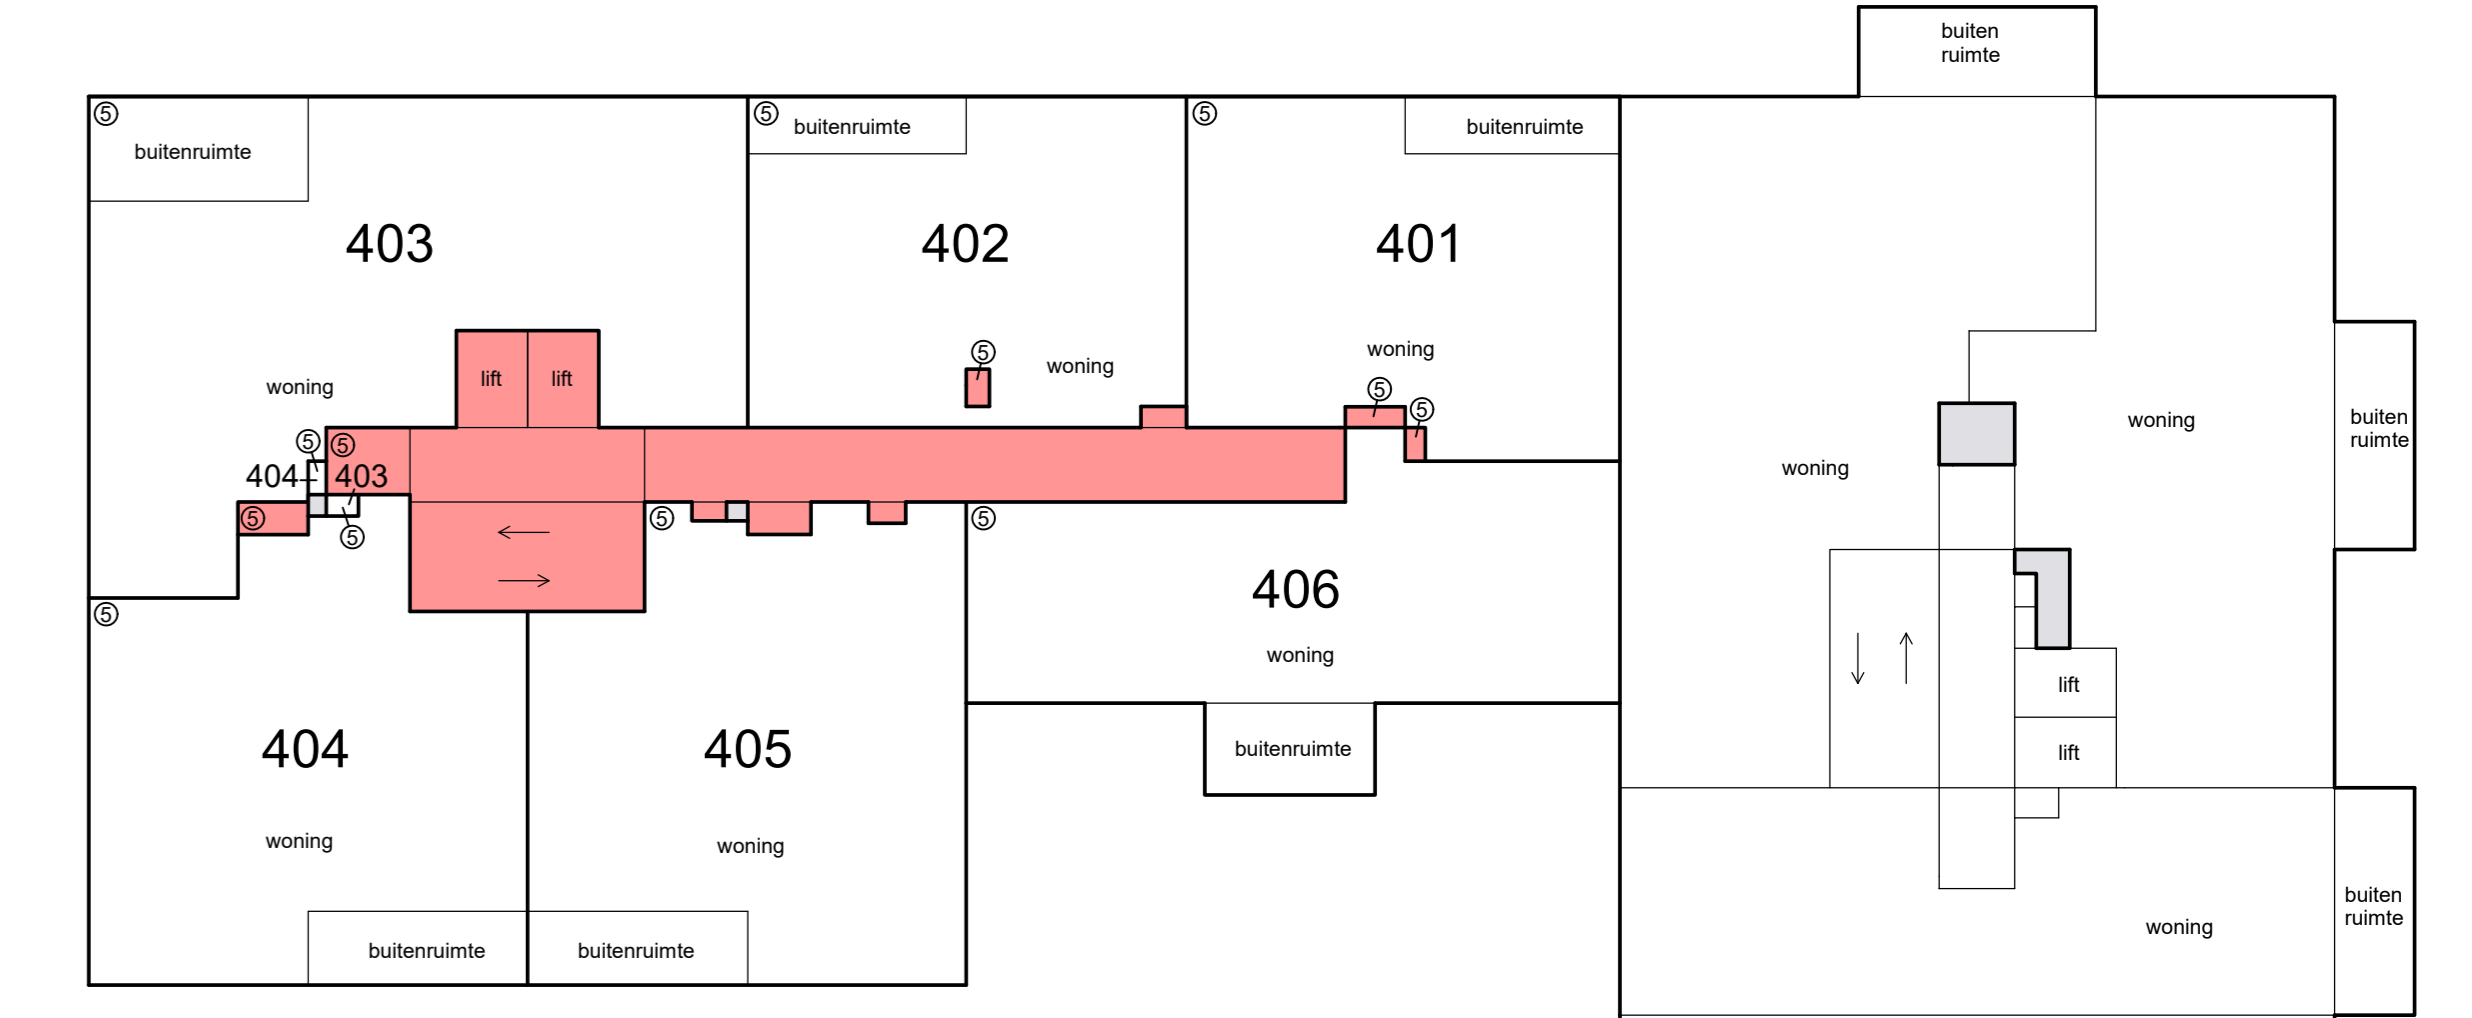 buiten
ruimte
⑤
buitenruimte
⑤
buitenruimte
⑤
buitenruimte
403
402
401
woning
lift
lift
⑤
woning
woning
⑤
⑤
buiten
ruimte
woning
woning
⑤
⑤
404
403
⑤
⑤
⑤
⑤
406
woning
⑤
404
405
woning
woning
buitenruimte
lift
lift
buitenruimte
buitenruimte
woning
buiten
ruimte